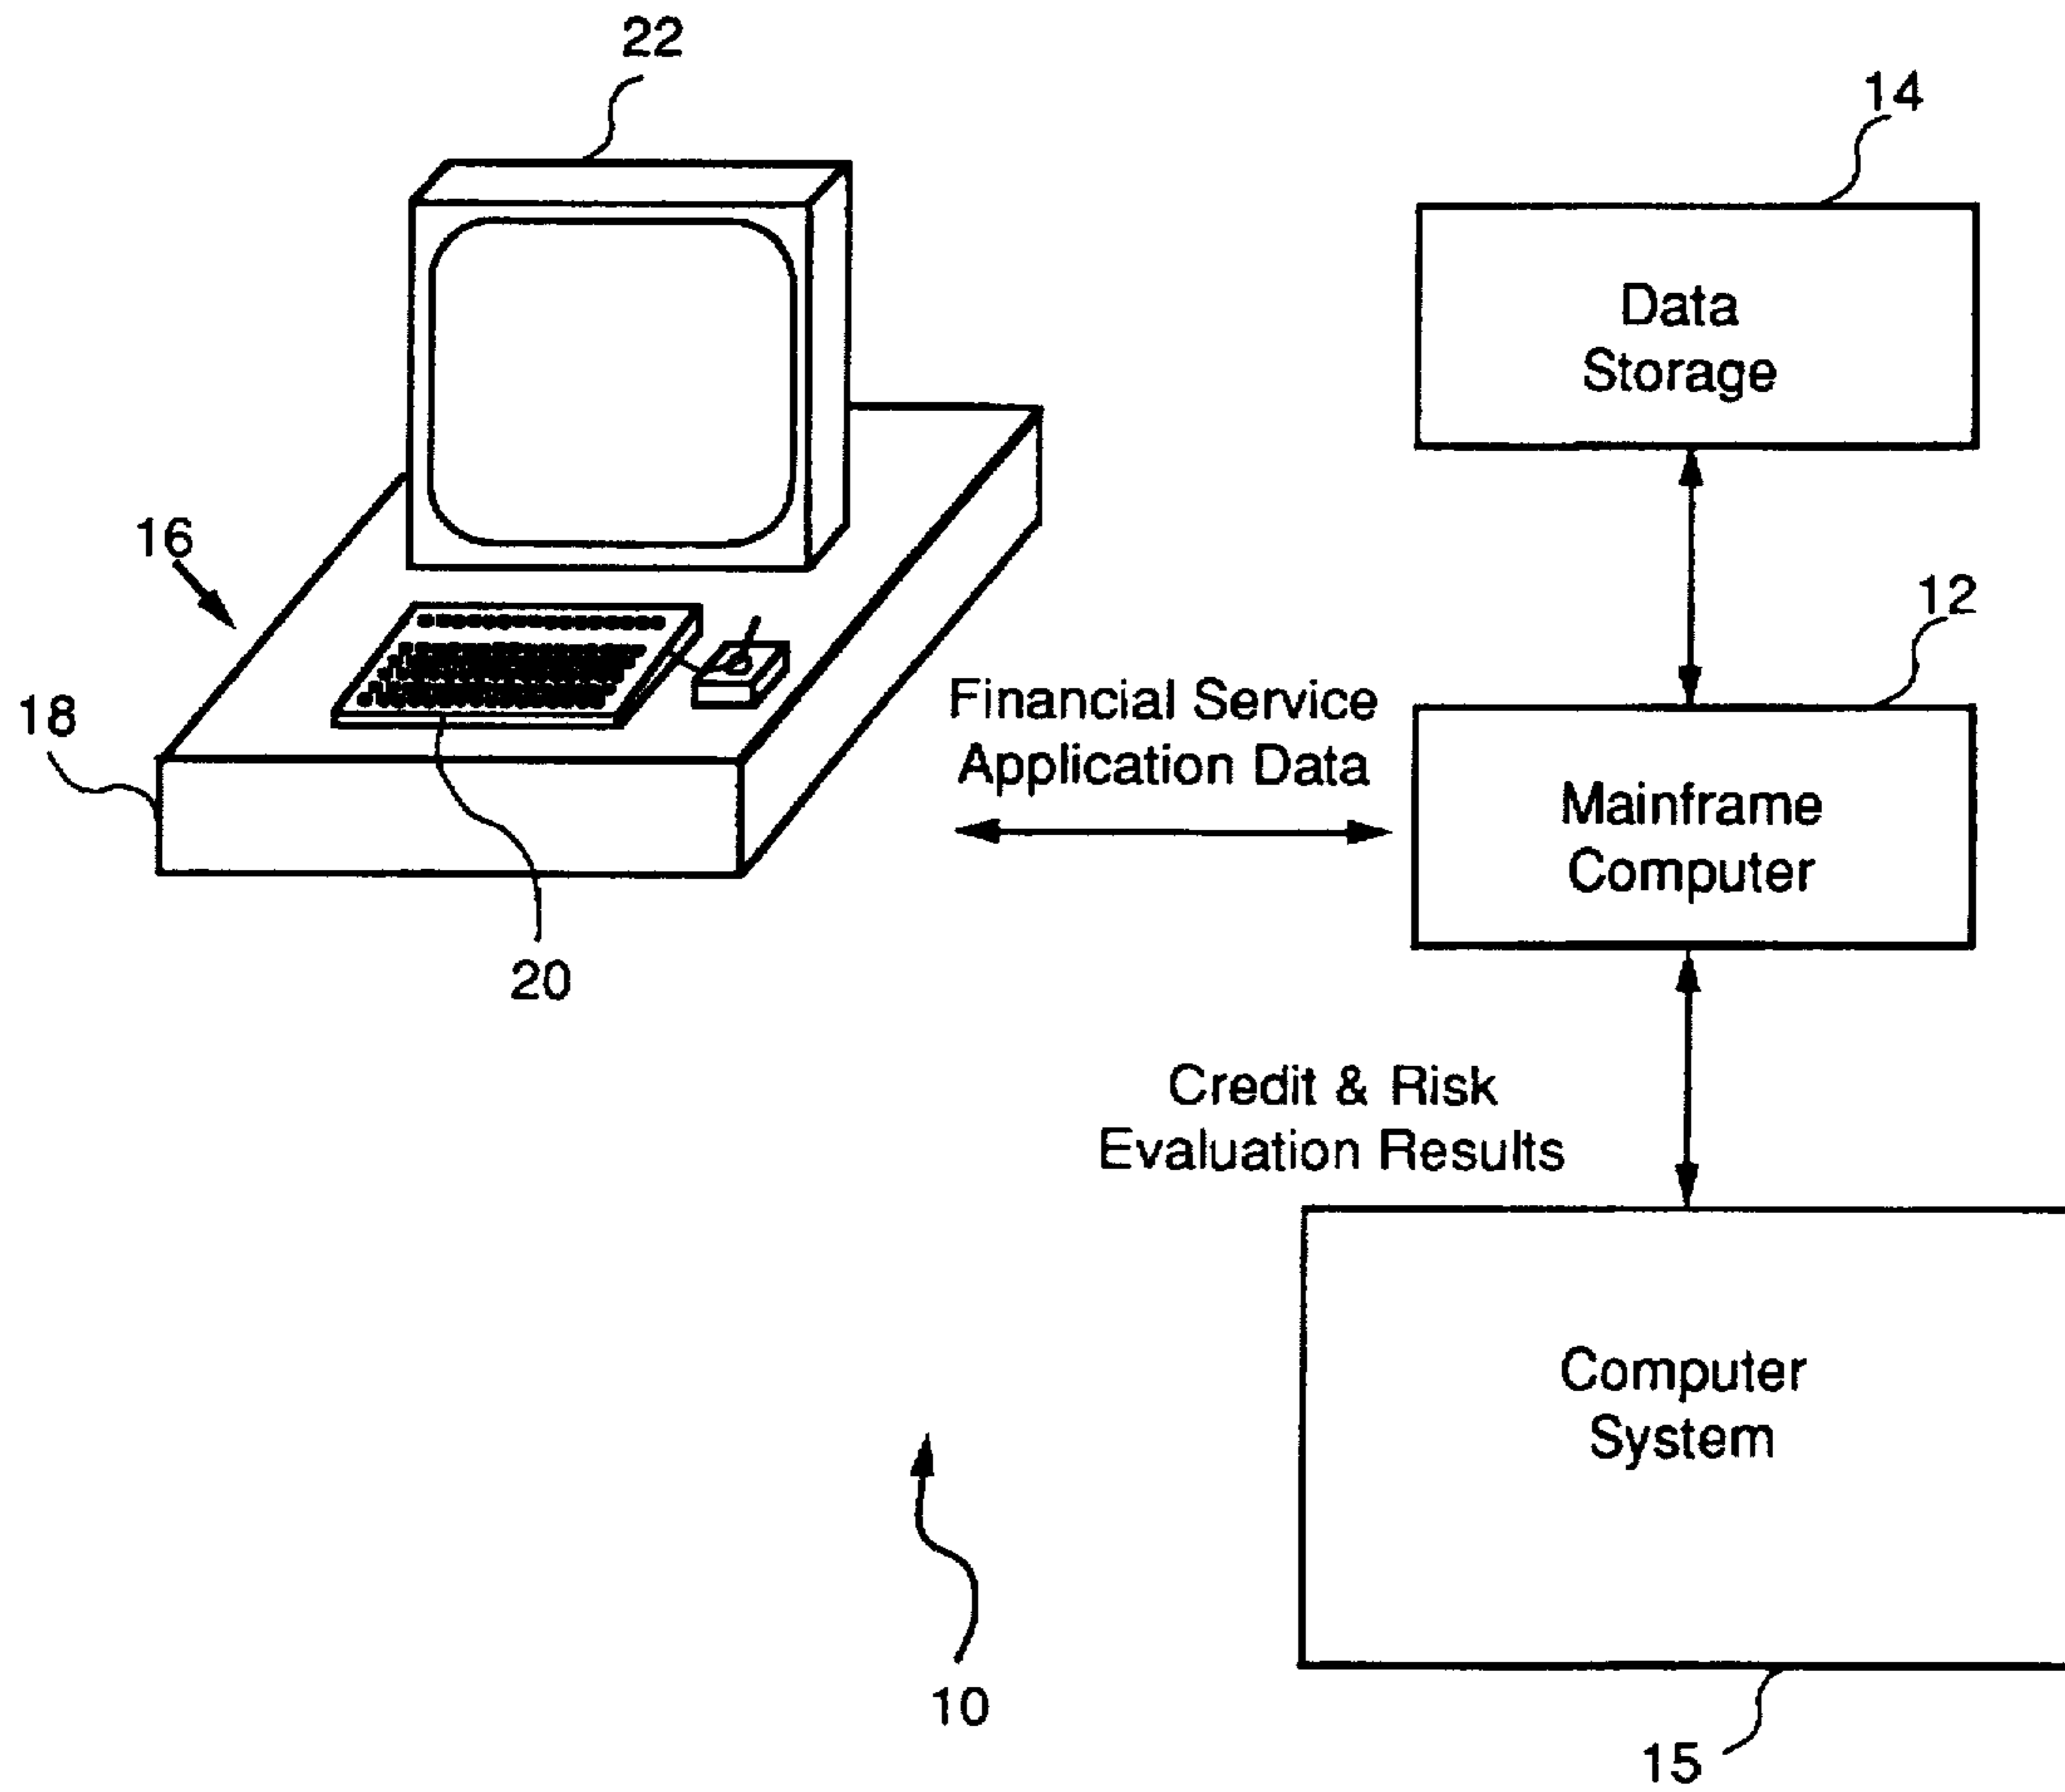 22
14
Data
Storage
16
12
18
Financial Service
Application Data
Mainframe
Computer
20
Credit & Risk
Evaluation Results
Computer
System
10
15